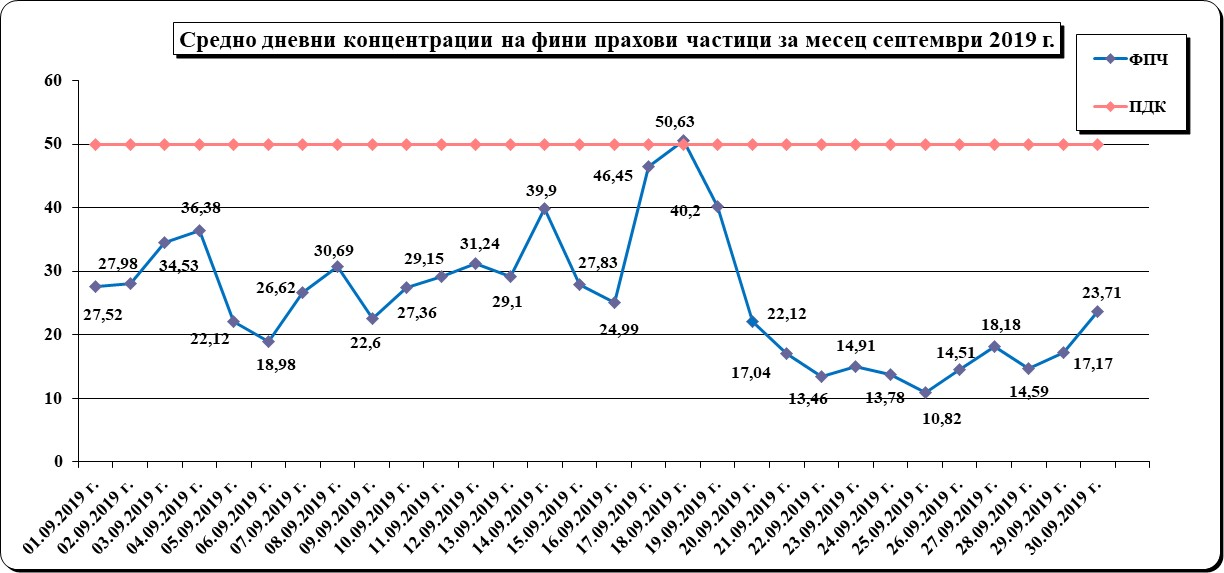 Средно дневни концентрации на фини прахови частици за месец септември 2019 г.
ФПЧ
ПДК
60
50
40
30
20
10
0
27,52
27,98
34,53
36,38
22,12
18,98
26,62
30,69
22,6
27,36
29,15
31,24
29,1
39,9
27,83
24,99
46,45
50,63
40,2
22,12
17,04
13,46
14,91
13,78
10,82
14,51
18,18
14,59
17,17
23,71
01.09.2019 г.
02.09.2019 г.
03.09.2019 г.
04.09.2019 г.
05.09.2019 г.
06.09.2019 г.
07.09.2019 г.
08.09.2019 г.
09.09.2019 г.
10.09.2019 г.
11.09.2019 г.
12.09.2019 г.
13.09.2019 г.
14.09.2019 г.
15.09.2019 г.
16.09.2019 г.
17.09.2019 г.
18.09.2019 г.
19.09.2019 г.
20.09.2019 г.
21.09.2019 г.
22.09.2019 г.
23.09.2019 г.
24.09.2019 г.
25.09.2019 г.
26.09.2019 г.
27.09.2019 г.
28.09.2019 г.
29.09.2019 г.
30.09.2019 г.